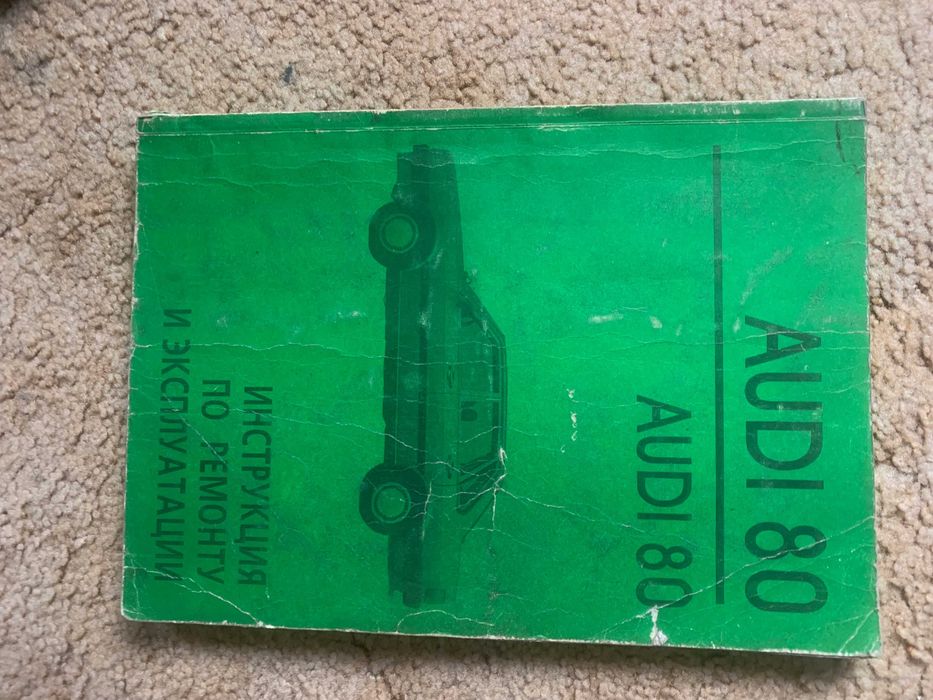 AUDI 80
AUDI 80
ИНСТРУКЦИЯ
ПО РЕМОНТУ
И ЭКСПЛУАТАЦИИ